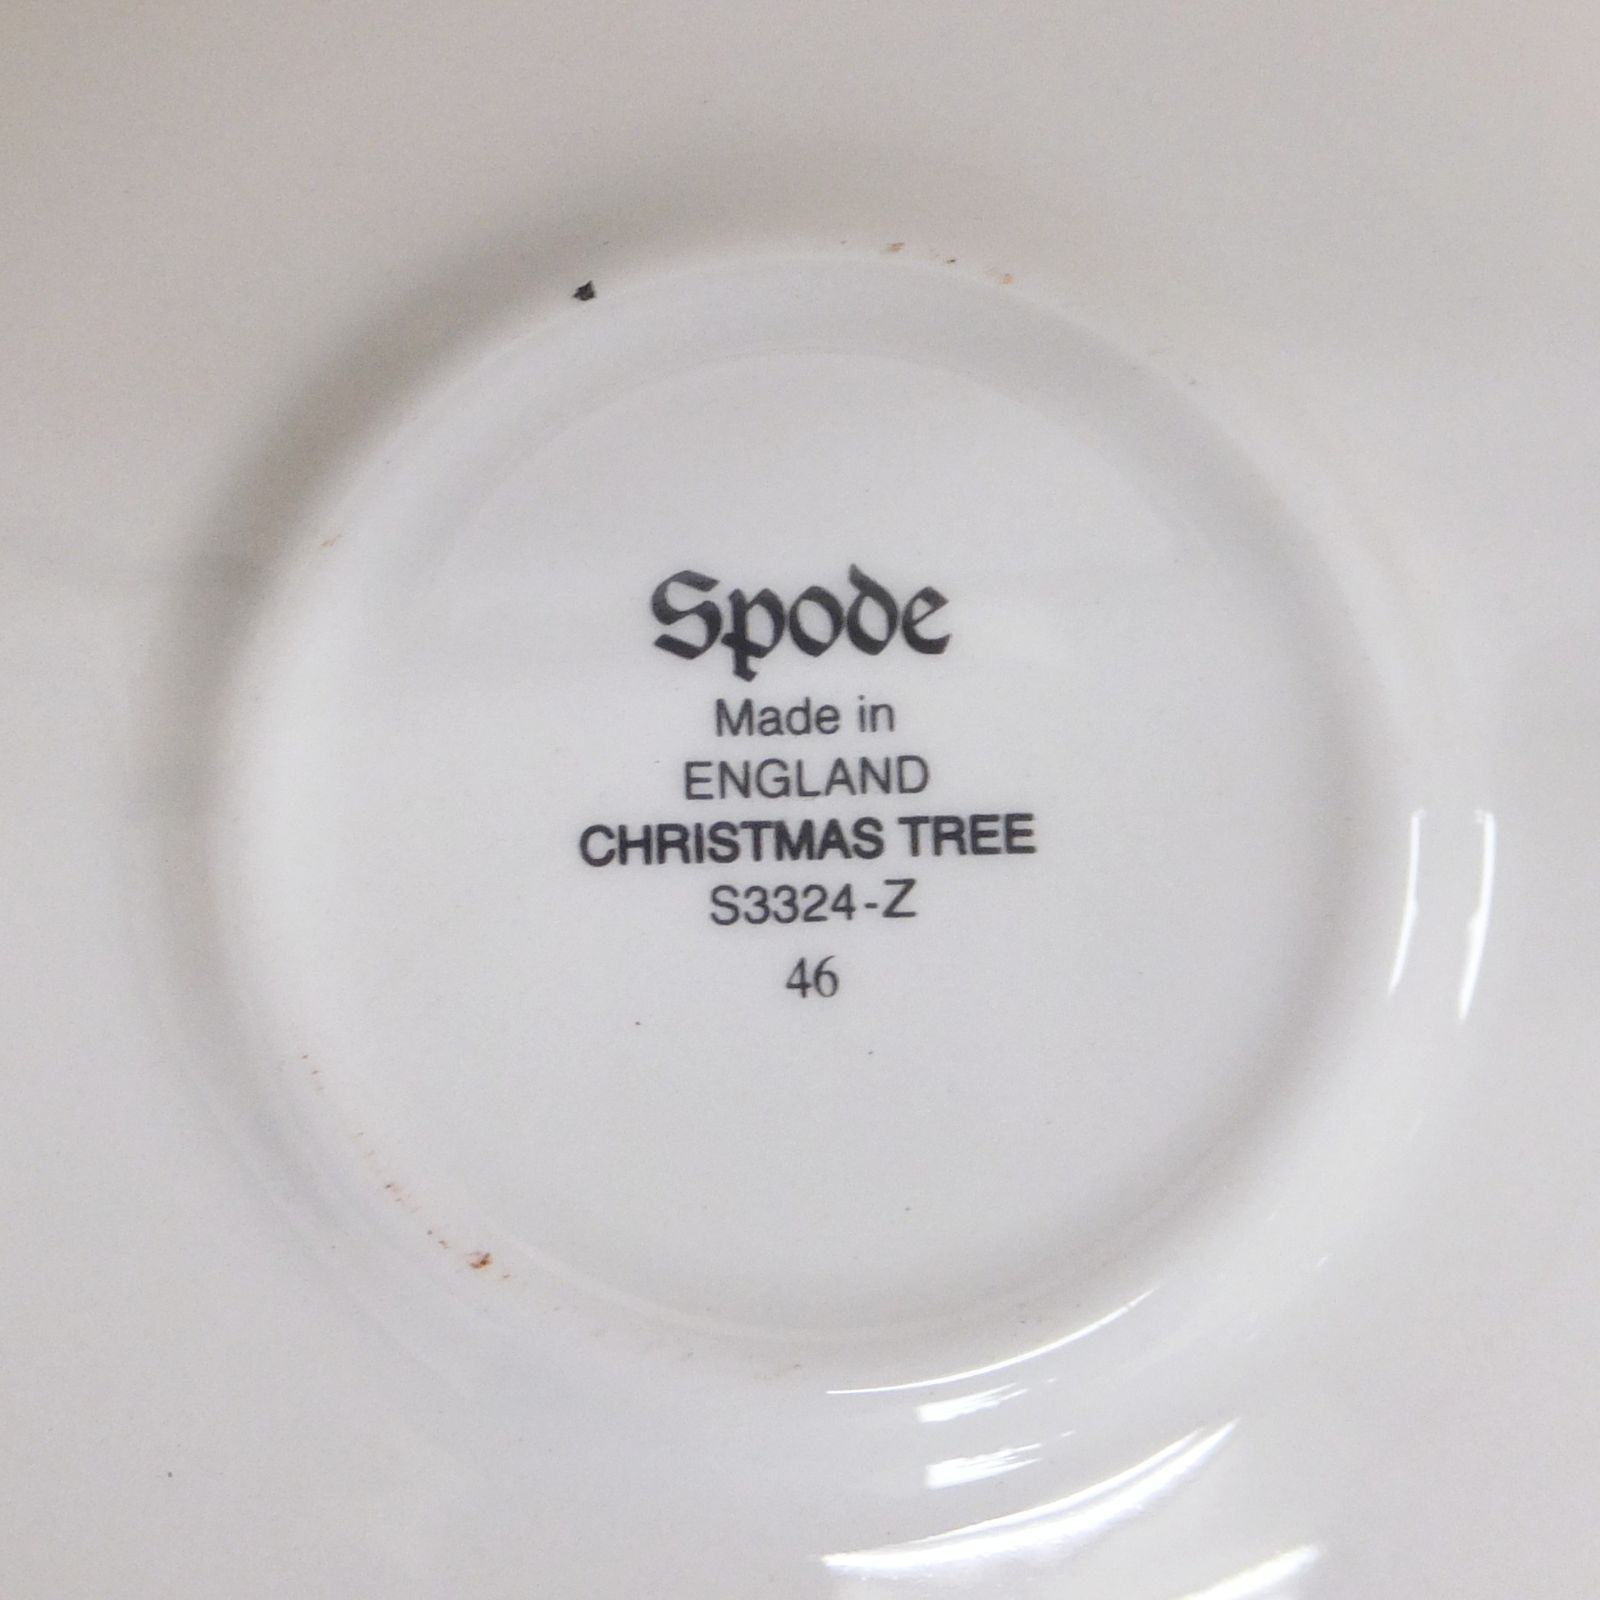 Spode
Made in
ENGLAND
CHRISTMAS TREE
S3324-Z
46